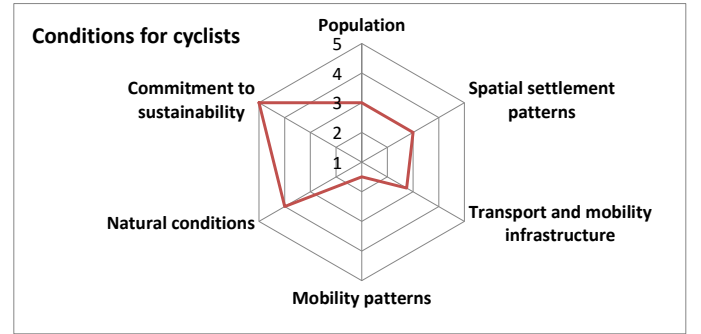 Conditions for cyclists
Population
5
4
3
2
1
Spatial settlement
patterns
Transport and mobility
infrastructure
Mobility patterns
Natural conditions
Commitment to
sustainability